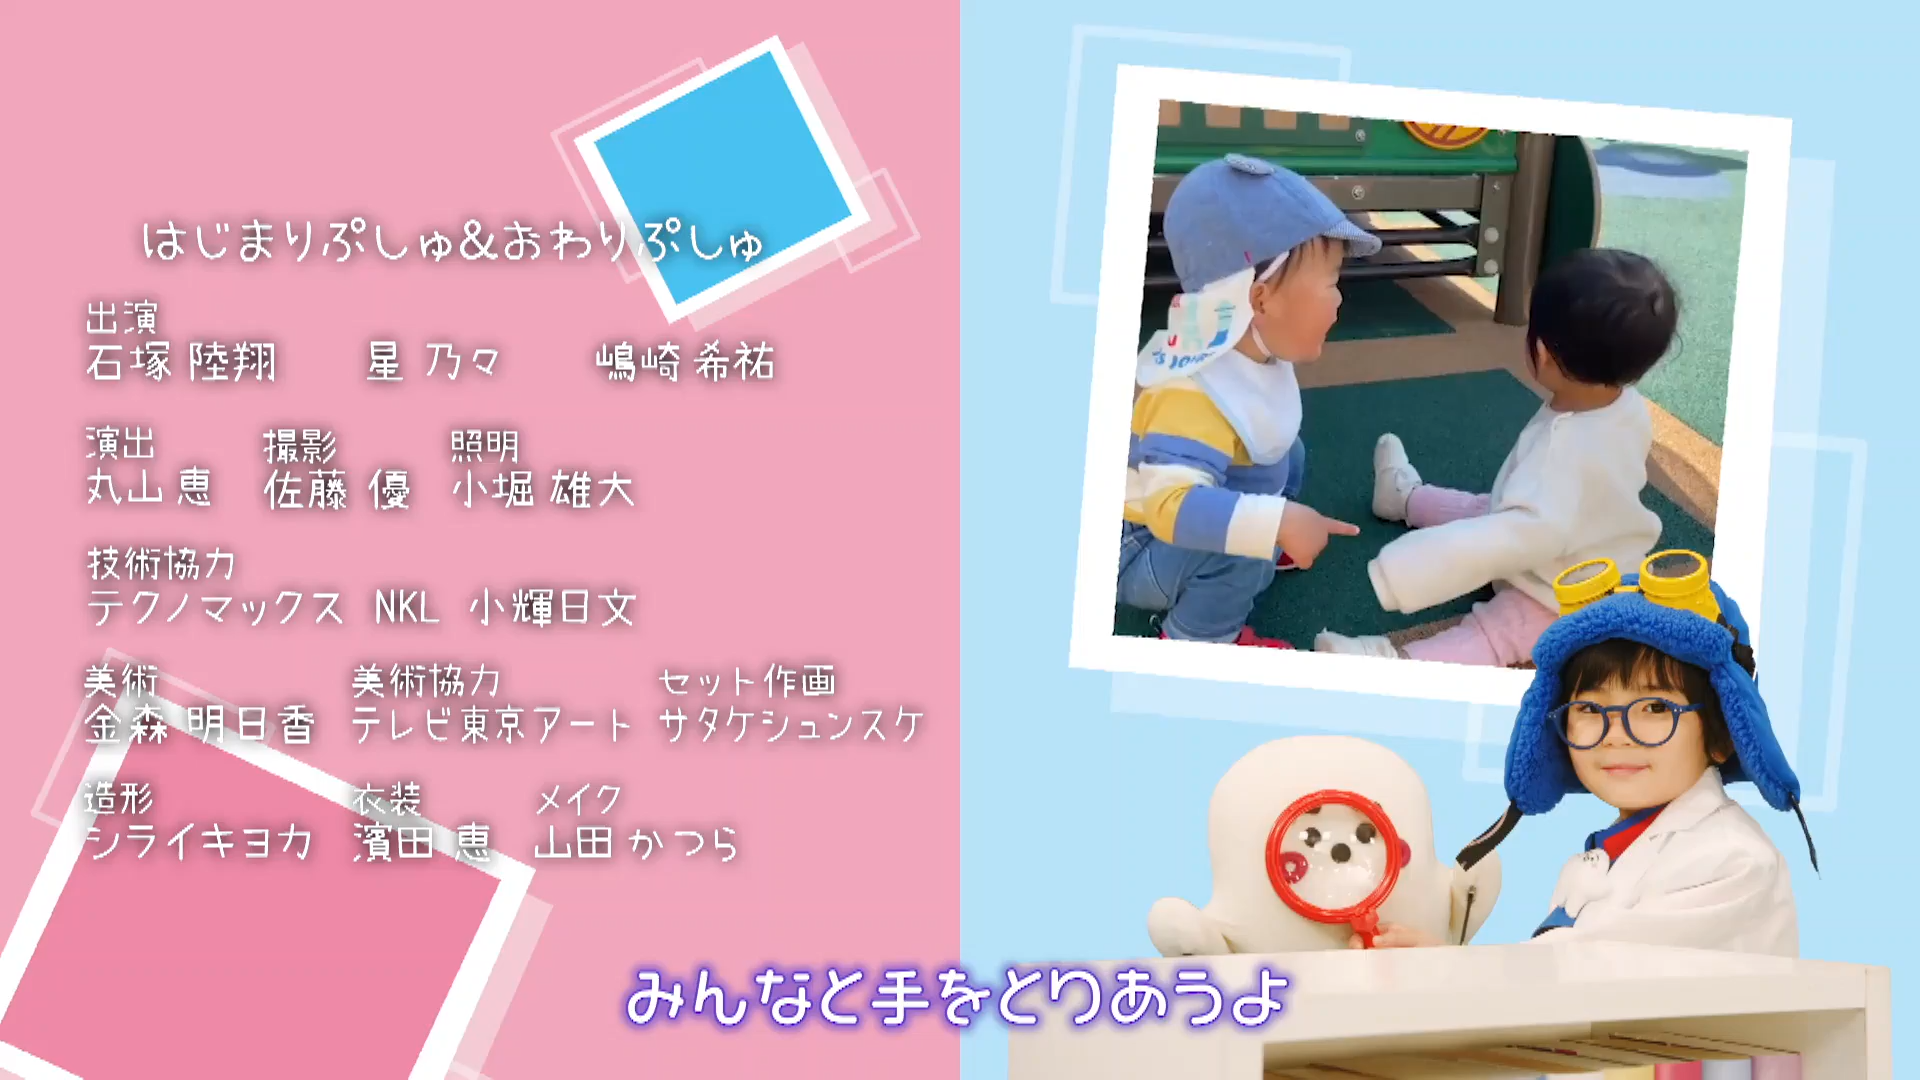 はじまりぷしゅ&おわりぷしゅ
出演
石塚 陸翔 星 乃々 嶋崎 希祐
演出 撮影 照明
丸山 恵 佐藤 優 小堀 雄大
技術協力
テクノマックス NKL 小輝日文
美術 美術協力 セット作画
金森 明日香 テレビ東京アート サタケシュンスケ
造形 衣装 メイク
シライキヨカ 濱田 恵 山田 かつら
みんなと手をとりあうよ